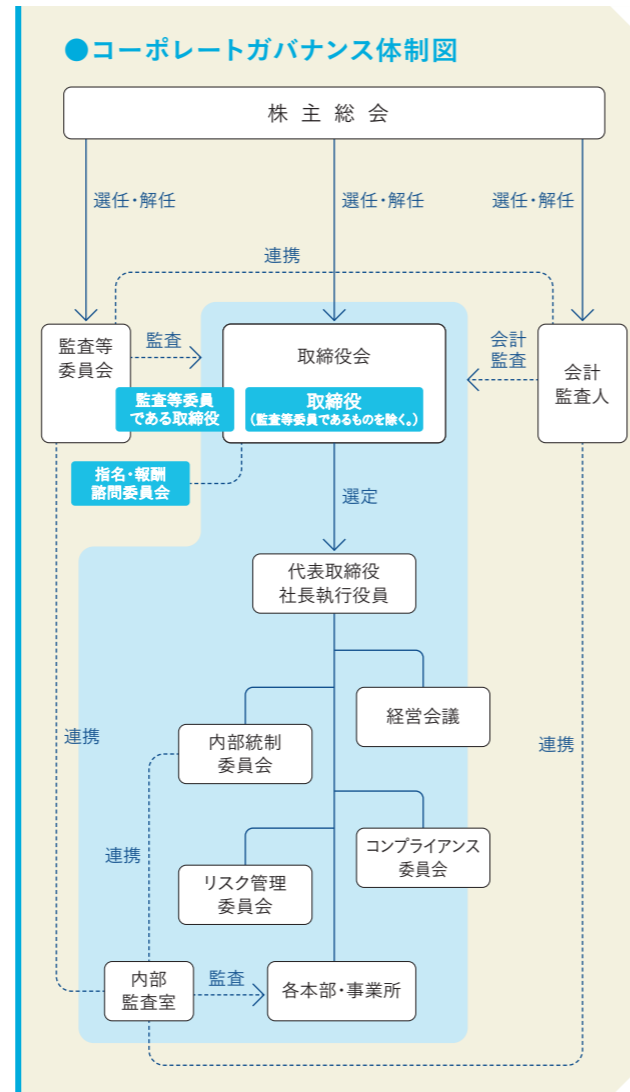 ●コーポレートガバナンス体制図
株主総会
選任・解任
選任・解任
選任・解任
連携
監査等
委員会
監査
取締役会
会計
監査
会計
監査人
監査等委員
である取締役
取締役
（監査等委員であるものを除く。）
指名・報酬
諮問委員会
選定
代表取締役
社長執行役員
経営会議
内部統制
委員会
連携
連携
連携
コンプライアンス
委員会
リスク管理
委員会
内部
監査室
監査
各本部・事業所